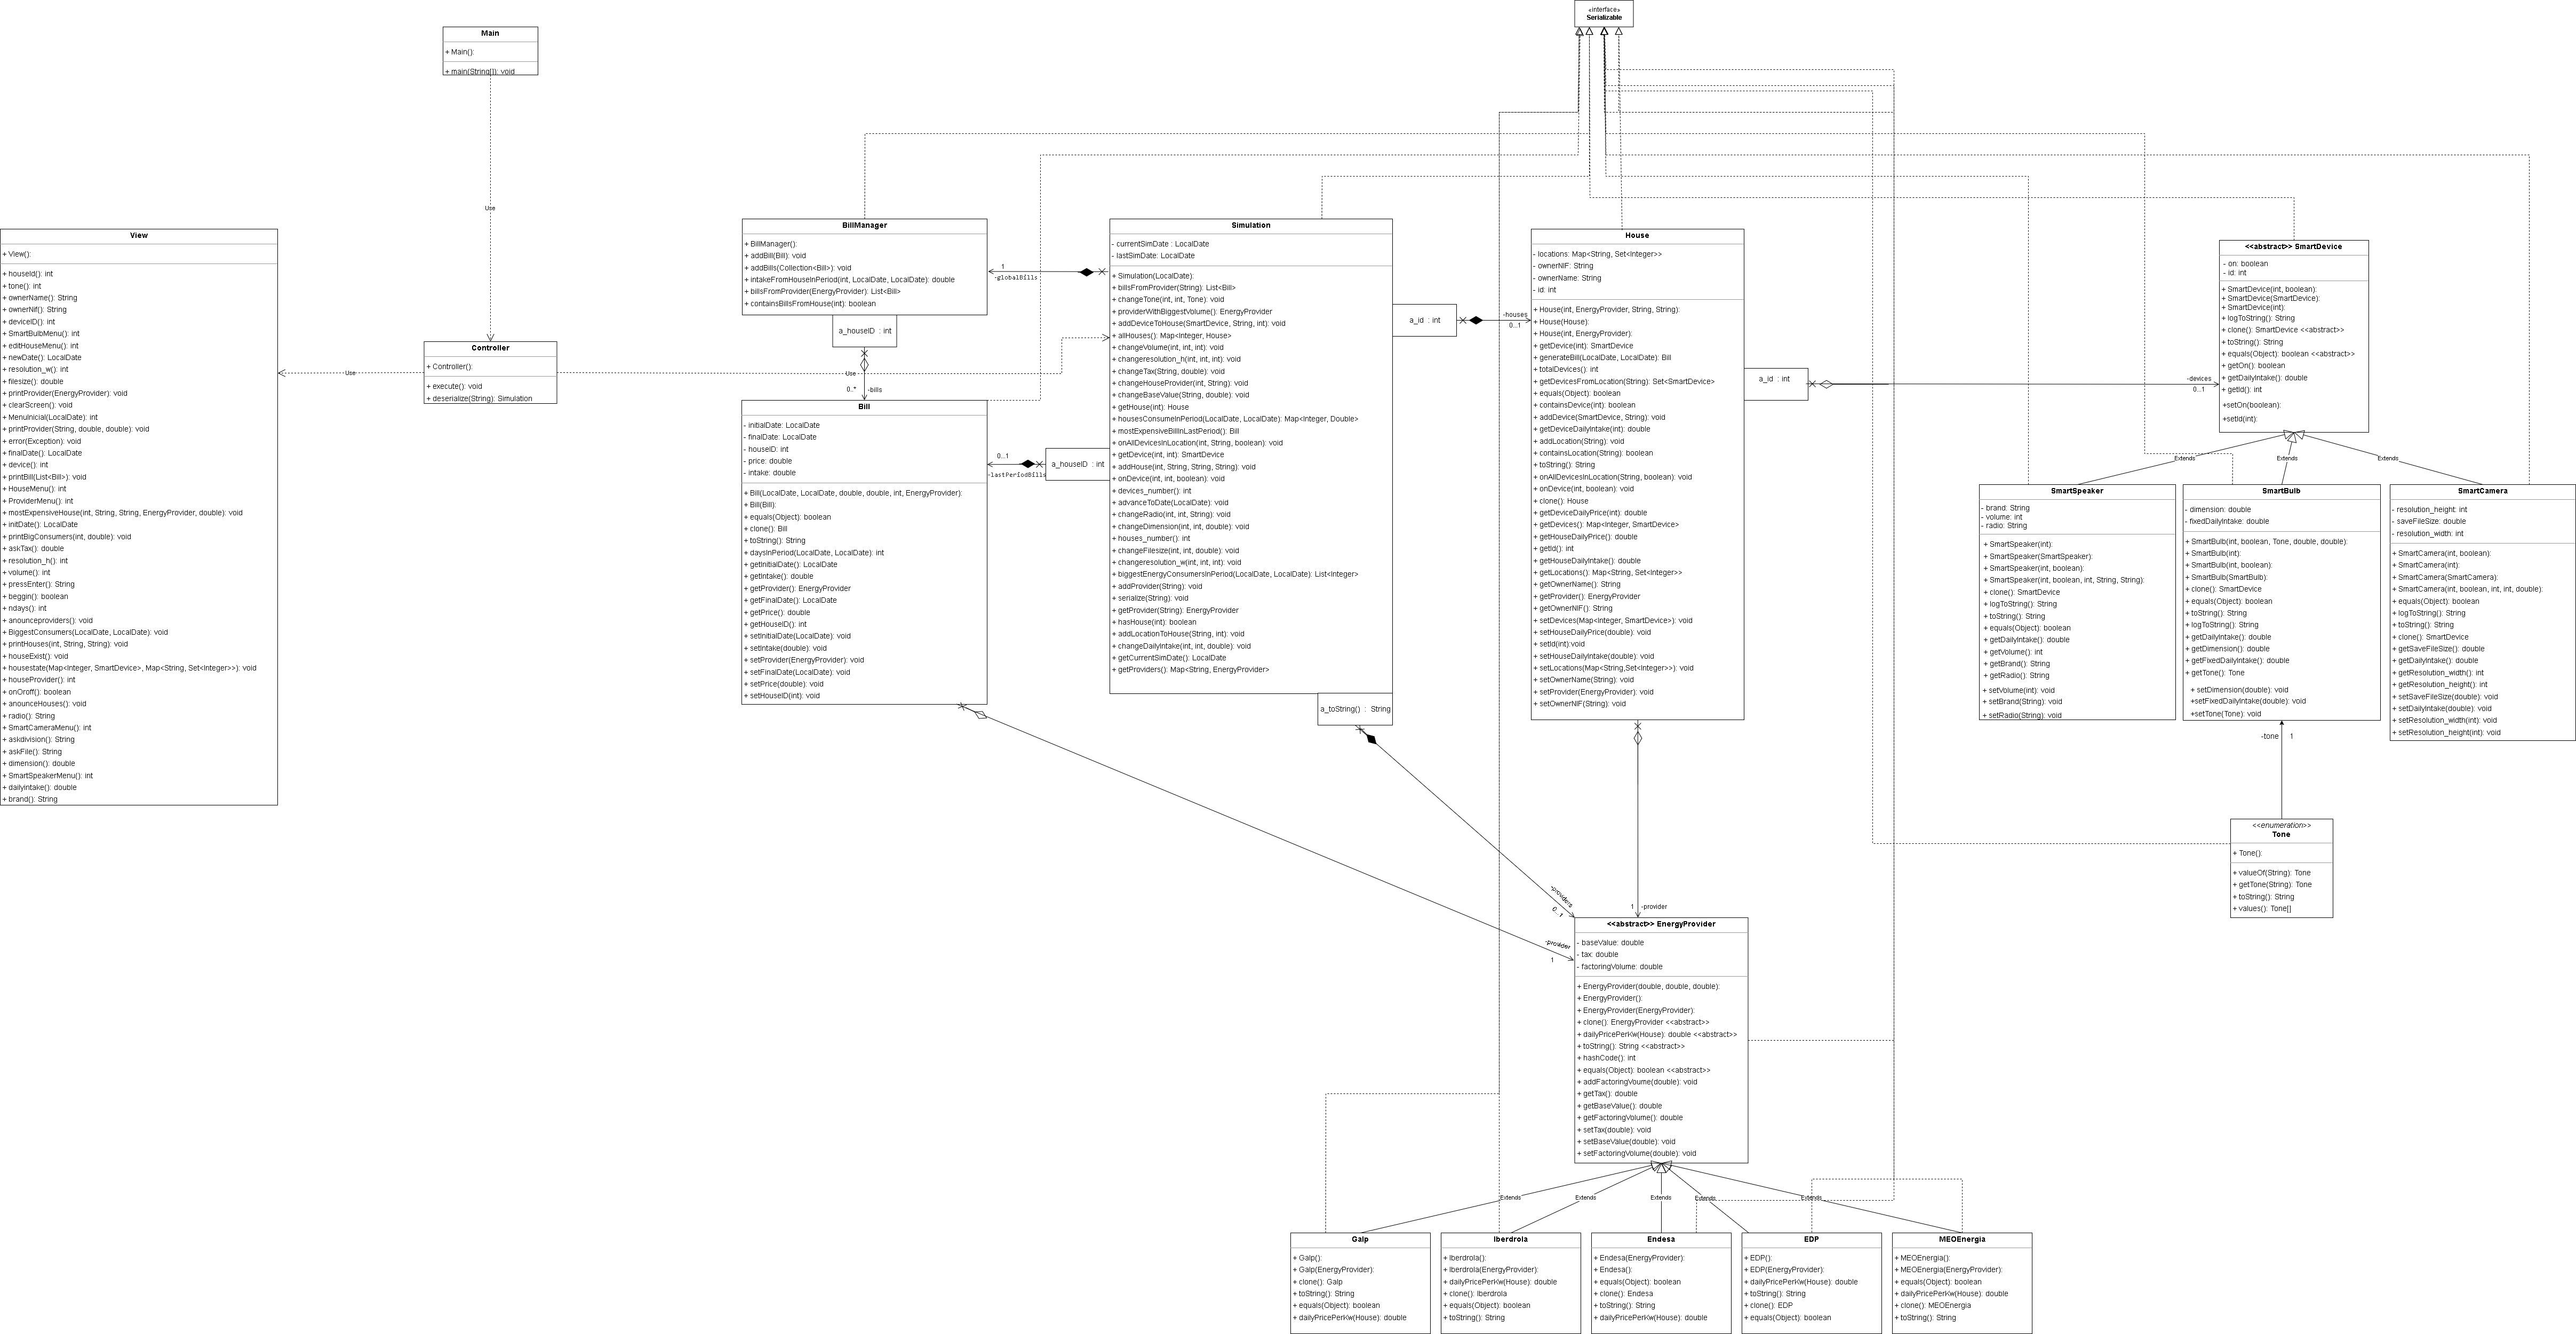 «interface»
Serializable
Main
+ Main():
+ main(String[]): void
Use
View
+ View():
+ houseId(): int
+ tone(): int
+ ownerName(): String
+ ownerNif(): String
+ deviceID(): int
+ SmartBulbMenu(): int
+ editHouseMenu(): int
+ newDate(): LocalDate
+ resolution_w(): int
+ filesize(): double
+ printProvider(EnergyProvider): void
+ clearScreen(): void
+ MenuInicial(LocalDate): int
+ printProvider(String, double, double): void
+ error(Exception): void
+ finalDate(): LocalDate
+ device(): int
+ printBill(List<Bill>): void
+ HouseMenu(): int
+ ProviderMenu(): int
+ mostExpensiveHouse(int, String, String, EnergyProvider, double): void
+ initDate(): LocalDate
+ printBigConsumers(int, double): void
+ askTax(): double
+ resolution_h(): int
+ volume(): int
+ pressEnter(): String
+ beggin(): boolean
+ ndays(): int
+ anounceproviders(): void
+ BiggestConsumers(LocalDate, LocalDate): void
+ printHouses(int, String, String): void
+ houseExist(): void
+ housestate(Map<Integer, SmartDevice>, Map<String, Set<Integer>>): void
+ houseProvider(): int
+ onOroff(): boolean
+ anounceHouses(): void
+ radio(): String
+ SmartCameraMenu(): int
+ askdivision(): String
+ askFile(): String
+ dimension(): double
+ SmartSpeakerMenu(): int
+ dailyintake(): double
+ brand(): String
Use
Controller
+ Controller():
+ execute(): void
+ deserialize(String): Simulation
Use
BillManager
+ BillManager():
+ addBill(Bill): void
+ addBills(Collection<Bill>): void
+ intakeFromHouseInPeriod(int, LocalDate, LocalDate): double
+ billsFromProvider(EnergyProvider): List<Bill>
+ containsBillsFromHouse(int): boolean
a_houseID : int
0..*
-bills
1
-globalBills
Bill
- initialDate: LocalDate
- finalDate: LocalDate
- houseID: int
- price: double
- intake: double
+ Bill(LocalDate, LocalDate, double, double, int, EnergyProvider):
+ Bill(Bill):
+ equals(Object): boolean
+ clone(): Bill
+ toString(): String
+ daysInPeriod(LocalDate, LocalDate): int
+ getInitialDate(): LocalDate
+ getIntake(): double
+ getProvider(): EnergyProvider
+ getFinalDate(): LocalDate
+ getPrice(): double
+ getHouseID(): int
+ setInitialDate(LocalDate): void
+ setIntake(double): void
+ setProvider(EnergyProvider): void
+ setFinalDate(LocalDate): void
+ setPrice(double): void
+ setHouseID(int): void
0...1
-lastPeriodBills
a_houseID : int
Simulation
- currentSimDate : LocalDate
- lastSimDate: LocalDate
+ Simulation(LocalDate):
+ billsFromProvider(String): List<Bill>
+ changeTone(int, int, Tone): void
+ providerWithBiggestVolume(): EnergyProvider
+ addDeviceToHouse(SmartDevice, String, int): void
+ allHouses(): Map<Integer, House>
+ changeVolume(int, int, int): void
+ changeresolution_h(int, int, int): void
+ changeTax(String, double): void
+ changeHouseProvider(int, String): void
+ changeBaseValue(String, double): void
+ getHouse(int): House
+ housesConsumeInPeriod(LocalDate, LocalDate): Map<Integer, Double>
+ mostExpensiveBillInLastPeriod(): Bill
+ onAllDevicesInLocation(int, String, boolean): void
+ getDevice(int, int): SmartDevice
+ addHouse(int, String, String, String): void
+ onDevice(int, int, boolean): void
+ devices_number(): int
+ advanceToDate(LocalDate): void
+ changeRadio(int, int, String): void
+ changeDimension(int, int, double): void
+ houses_number(): int
+ changeFilesize(int, int, double): void
+ changeresolution_w(int, int, int): void
+ biggestEnergyConsumersInPeriod(LocalDate, LocalDate): List<Integer>
+ addProvider(String): void
+ serialize(String): void
+ getProvider(String): EnergyProvider
+ hasHouse(int): boolean
+ addLocationToHouse(String, int): void
+ changeDailyIntake(int, int, double): void
+ getCurrentSimDate(): LocalDate
+ getProviders(): Map<String, EnergyProvider>
a_toString() : String
a_id : int
-houses
0...1
House
- locations: Map<String, Set<Integer>>
- ownerNIF: String
- ownerName: String
- id: int
+ House(int, EnergyProvider, String, String):
+ House(House):
+ House(int, EnergyProvider):
+ getDevice(int): SmartDevice
+ generateBill(LocalDate, LocalDate): Bill
+ totalDevices(): int
+ getDevicesFromLocation(String): Set<SmartDevice>
+ equals(Object): boolean
+ containsDevice(int): boolean
+ addDevice(SmartDevice, String): void
+ getDeviceDailyIntake(int): double
+ addLocation(String): void
+ containsLocation(String): boolean
+ toString(): String
+ onAllDevicesInLocation(String, boolean): void
+ onDevice(int, boolean): void
+ clone(): House
+ getDeviceDailyPrice(int): double
+ getDevices(): Map<Integer, SmartDevice>
+ getHouseDailyPrice(): double
+ getId(): int
+ getHouseDailyIntake(): double
+ getLocations(): Map<String, Set<Integer>>
+ getOwnerName(): String
+ getProvider(): EnergyProvider
+ getOwnerNIF(): String
+ setDevices(Map<Integer, SmartDevice>): void
+ setHouseDailyPrice(double): void
+ setId(int):void
+ setHouseDailyIntake(double): void
+ setLocations(Map<String,Set<Integer>>): void
+ setOwnerName(String): void
+ setProvider(EnergyProvider): void
+ setOwnerNIF(String): void
a_id : int
-devices
0...1
<<abstract>> SmartDevice
- on: boolean
- id: int
+ SmartDevice(int, boolean):
+ SmartDevice(SmartDevice):
+ SmartDevice(int):
+ logToString(): String
+ clone(): SmartDevice <<abstract>>
+ toString(): String
+ equals(Object): boolean <<abstract>>
+ getOn(): boolean
+ getDailyIntake(): double
+ getId(): int
+setOn(boolean):
+setId(int):
Extends
Extends
Extends
SmartSpeaker
- brand: String
- volume: int
- radio: String
+ SmartSpeaker(int):
+ SmartSpeaker(SmartSpeaker):
+ SmartSpeaker(int, boolean):
+ SmartSpeaker(int, boolean, int, String, String):
+ clone(): SmartDevice
+ logToString(): String
+ toString(): String
+ equals(Object): boolean
+ getDailyIntake(): double
+ getVolume(): int
+ getBrand(): String
+ getRadio(): String
+ setVolume(int): void
+ setBrand(String): void
+ setRadio(String): void
SmartBulb
- dimension: double
- fixedDailyIntake: double
+ SmartBulb(int, boolean, Tone, double, double):
+ SmartBulb(int):
+ SmartBulb(int, boolean):
+ SmartBulb(SmartBulb):
+ clone(): SmartDevice
+ equals(Object): boolean
+ toString(): String
+ logToString(): String
+ getDailyIntake(): double
+ getDimension(): double
+ getFixedDailyIntake(): double
+ getTone(): Tone
+ setDimension(double): void
+setFixedDailyIntake(double): void
+setTone(Tone): void
SmartCamera
- resolution_height: int
- saveFileSize: double
- resolution_width: int
+ SmartCamera(int, boolean):
+ SmartCamera(int):
+ SmartCamera(SmartCamera):
+ SmartCamera(int, boolean, int, int, double):
+ equals(Object): boolean
+ logToString(): String
+ toString(): String
+ clone(): SmartDevice
+ getSaveFileSize(): double
+ getDailyIntake(): double
+ getResolution_width(): int
+ getResolution_height(): int
+ setSaveFileSize(double): void
+ setDailyIntake(double): void
+ setResolution_width(int): void
+ setResolution_height(int): void
-tone
1
<<enumeration>>
Tone
+ Tone():
+ valueOf(String): Tone
+ getTone(String): Tone
+ toString(): String
+ values(): Tone[]
-providers
0...1
-provider
1
1
-provider
<<abstract>> EnergyProvider
- baseValue: double
- tax: double
- factoringVolume: double
+ EnergyProvider(double, double, double):
+ EnergyProvider():
+ EnergyProvider(EnergyProvider):
+ clone(): EnergyProvider <<abstract>>
+ dailyPricePerKw(House): double <<abstract>>
+ toString(): String <<abstract>>
+ hashCode(): int
+ equals(Object): boolean <<abstract>>
+ addFactoringVoume(double): void
+ getTax(): double
+ getBaseValue(): double
+ getFactoringVolume(): double
+ setTax(double): void
+ setBaseValue(double): void
+ setFactoringVolume(double): void
Extends
Extends
Extends
Extends
Extends
Galp
+ Galp():
+ Galp(EnergyProvider):
+ clone(): Galp
+ toString(): String
+ equals(Object): boolean
+ dailyPricePerKw(House): double
Iberdrola
+ Iberdrola():
+ Iberdrola(EnergyProvider):
+ dailyPricePerKw(House): double
+ clone(): Iberdrola
+ equals(Object): boolean
+ toString(): String
Endesa
+ Endesa(EnergyProvider):
+ Endesa():
+ equals(Object): boolean
+ clone(): Endesa
+ toString(): String
+ dailyPricePerKw(House): double
EDP
+ EDP():
+ EDP(EnergyProvider):
+ dailyPricePerKw(House): double
+ toString(): String
+ clone(): EDP
+ equals(Object): boolean
MEOEnergia
+ MEOEnergia():
+ MEOEnergia(EnergyProvider):
+ equals(Object): boolean
+ dailyPricePerKw(House): double
+ clone(): MEOEnergia
+ toString(): String